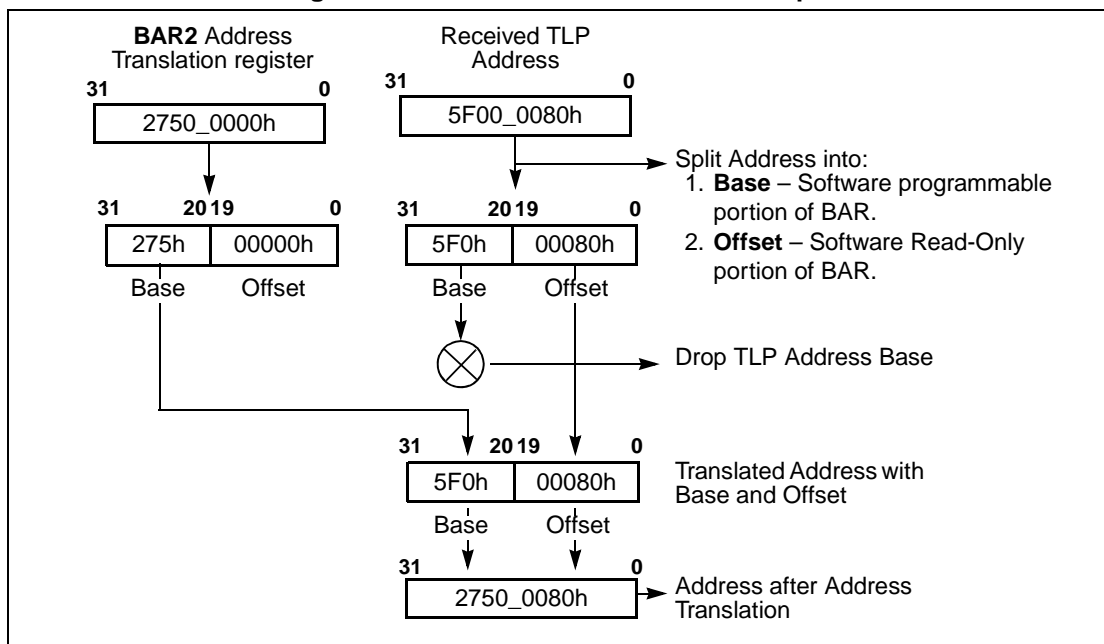 BAR2 Address
Translation register
31 0
2750_0000h
31 20 19 0
275h 00000h
Base Offset
Received TLP
Address
31 0
5F00_0080h
31 20 19 0
5F0h 00080h
Base Offset
Split Address into:
1. Base – Software programmable
portion of BAR.
2. Offset – Software Read-Only
portion of BAR.
Drop TLP Address Base
31 20 19 0
5F0h 00080h
Base Offset
Translated Address with
Base and Offset
31 0
2750_0080h
Address after Address
Translation